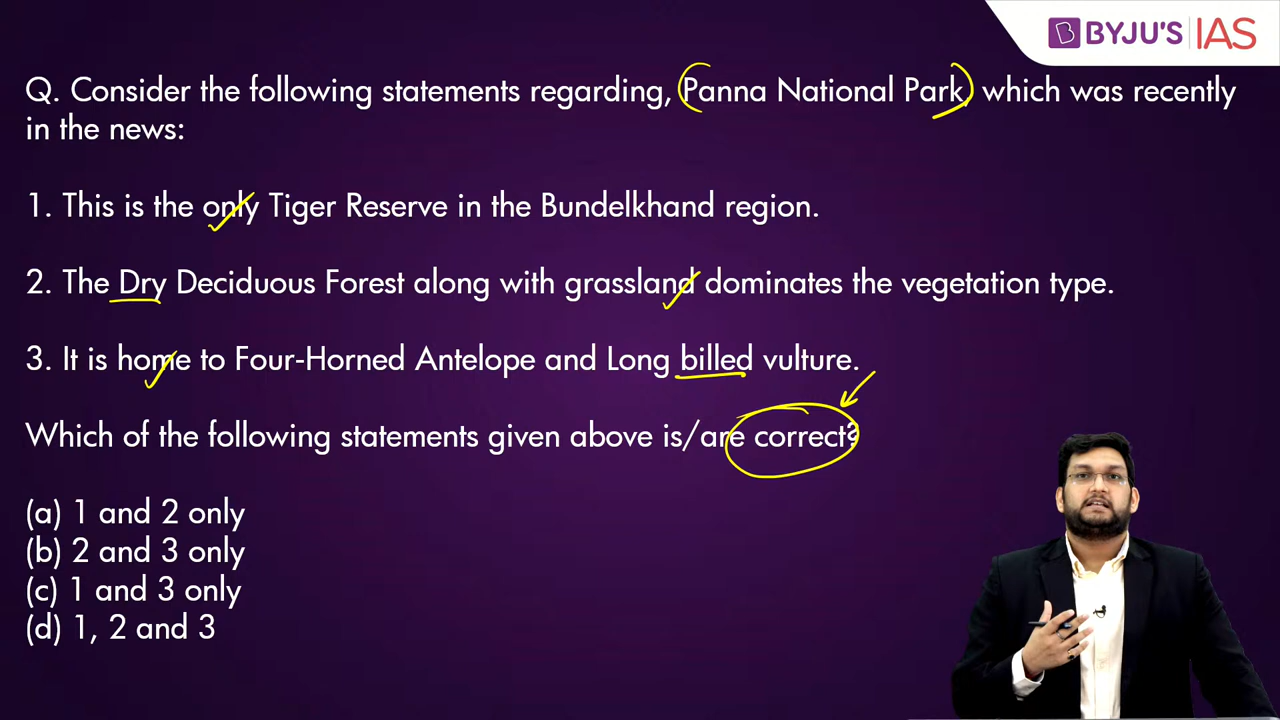 BYJU'S IAS
Q. Consider the following statements regarding, Panna National Park, which was recently
in the news:
1. This is the only Tiger Reserve in the Bundelkhand region.
2. The Dry Deciduous Forest along with grassland dominates the vegetation type.
3. It is home to Four-Horned Antelope and Long billed vulture.
Which of the following statements given above is/are correct?
(a) 1 and 2 only
(b) 2 and 3 only
(c) 1 and 3 only
(d) 1, 2 and 3